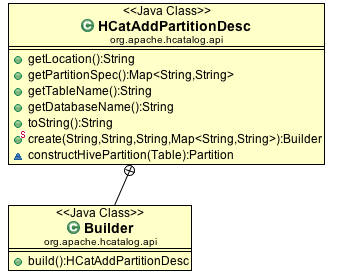 <<Java Class>>
HCatAddPartitionDesc
org.apache.hcatalog.api
getLocation():String
getPartitionSpec():Map<String,String>
getTableName():String
getDatabaseName():String
toString():String
create(String,String,String,Map<String,String>):Builder
constructHivePartition(Table):Partition
<<Java Class>>
Builder
org.apache.hcatalog.api
build():HCatAddPartitionDesc